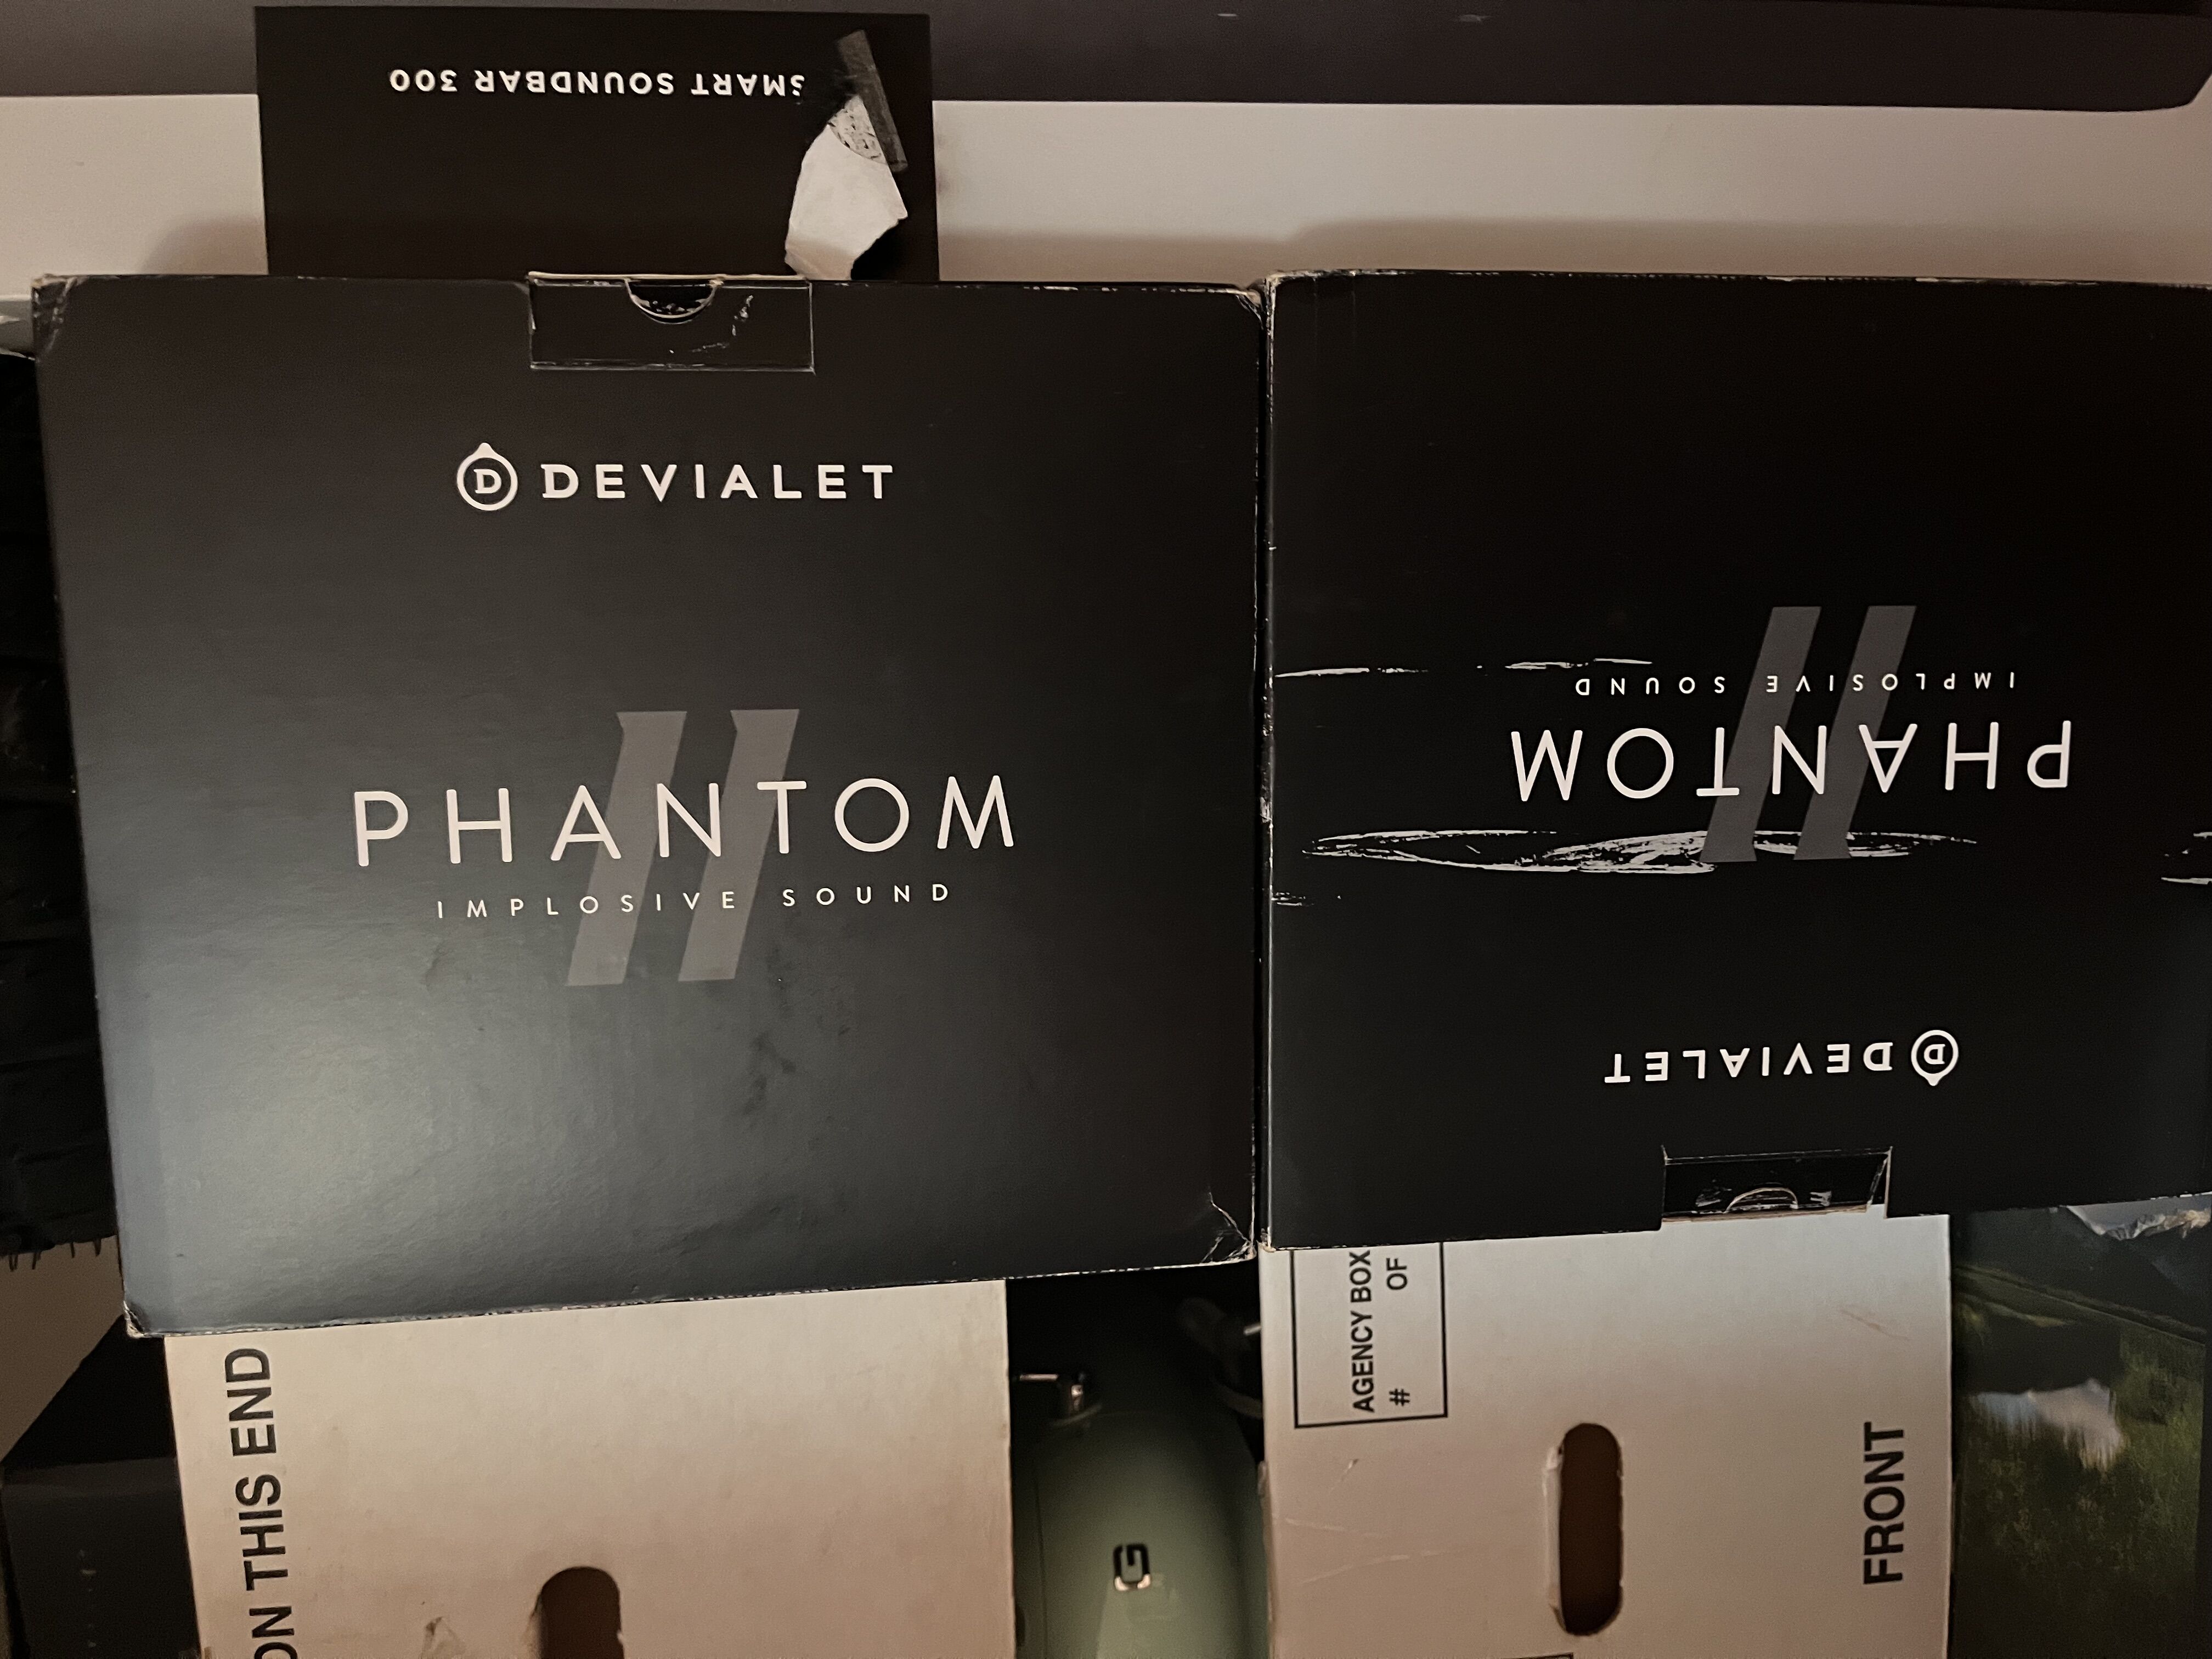 ON THIS END
DEVIALET
PHANTOM
IMPLOSIVE SOUND
SMART SOUNDBAR 300
G
AGENCY BOX
# OF
FRONT
DEVIALET
PHANTOM
IMPLOSIVE SOUND